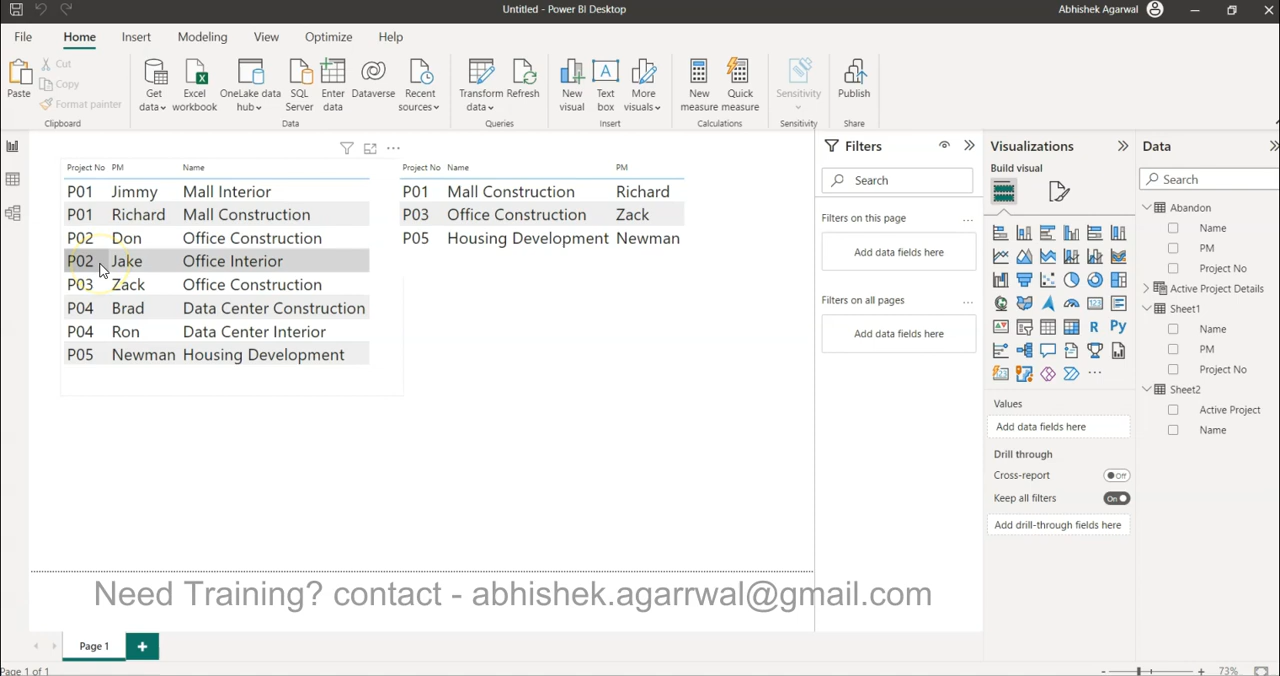 Untitled - Power BI Desktop
Abhishek Agarwal
File Home Insert Modeling View Optimize Help
Paste
Cut
Copy
Format painter
Clipboard
Get data
Excel workbook
OneLake data hub
SQL Server
Enter data
Dataverse
Recent sources
Data
Transform data
Refresh
Queries
New visual
Text box
More visuals
Insert
New measure
Quick measure
Calculations
Sensitivity
Sensitivity
Publish
Share
Project No PM Name
P01 Jimmy Mall Interior
P01 Richard Mall Construction
P02 Don Office Construction
P02 Jake Office Interior
P03 Zack Office Construction
P04 Brad Data Center Construction
P04 Ron Data Center Interior
P05 Newman Housing Development
Project No Name PM
P01 Mall Construction Richard
P03 Office Construction Zack
P05 Housing Development Newman
Filters
Search
Filters on this page
Add data fields here
Filters on all pages
Add data fields here
Visualizations
Build visual
R Py
Values
Add data fields here
Drill through
Cross-report Off
Keep all filters On
Add drill-through fields here
Data
Search
Abandon
Name
PM
Project No
Active Project Details
Sheet1
Name
PM
Project No
Sheet2
Active Project
Name
Need Training? contact - abhishek.agarrwal@gmail.com
Page 1
Page 1 of 1
73%